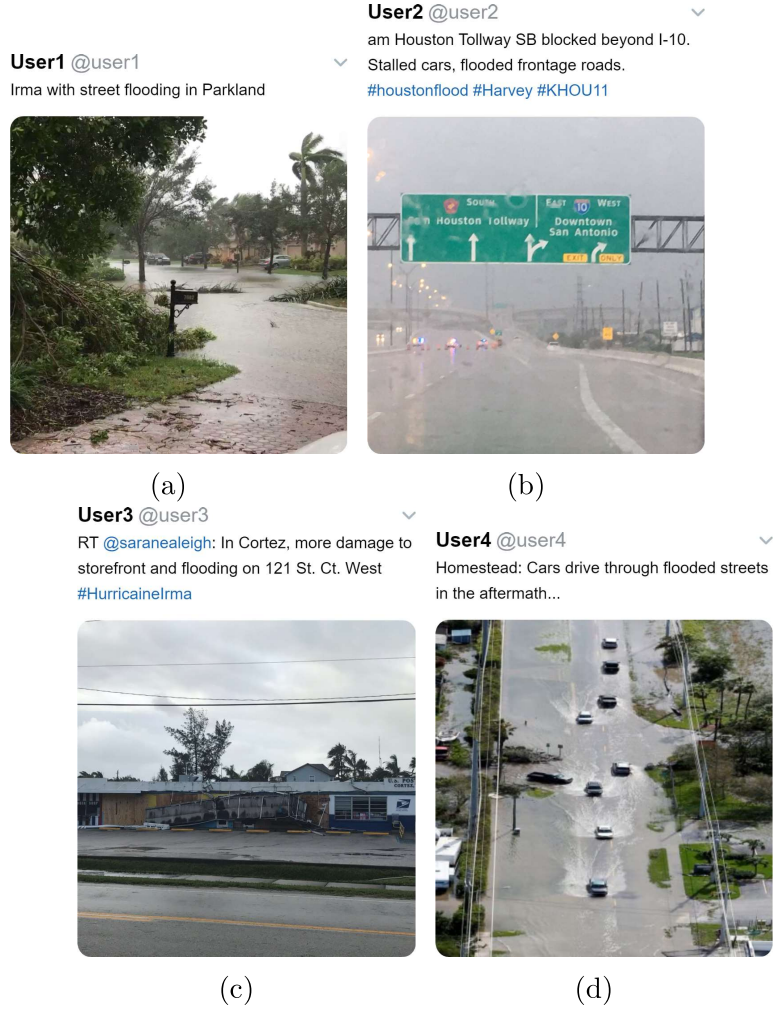 User1 @user1
Irma with street flooding in Parkland
(a)
User2 @user2
am Houston Tollway SB blocked beyond I-10.
Stalled cars, flooded frontage roads.
#houstonflood #Harvey #KHOU11
SOUTH
Houston Tollway
EAST 10 WEST
Downtown
San Antonio
EXIT ONLY
(b)
User3 @user3
RT @saranealeigh: In Cortez, more damage to
storefront and flooding on 121 St. Ct. West
#HurricaneIrma
(c)
User4 @user4
Homestead: Cars drive through flooded streets
in the aftermath...
(d)